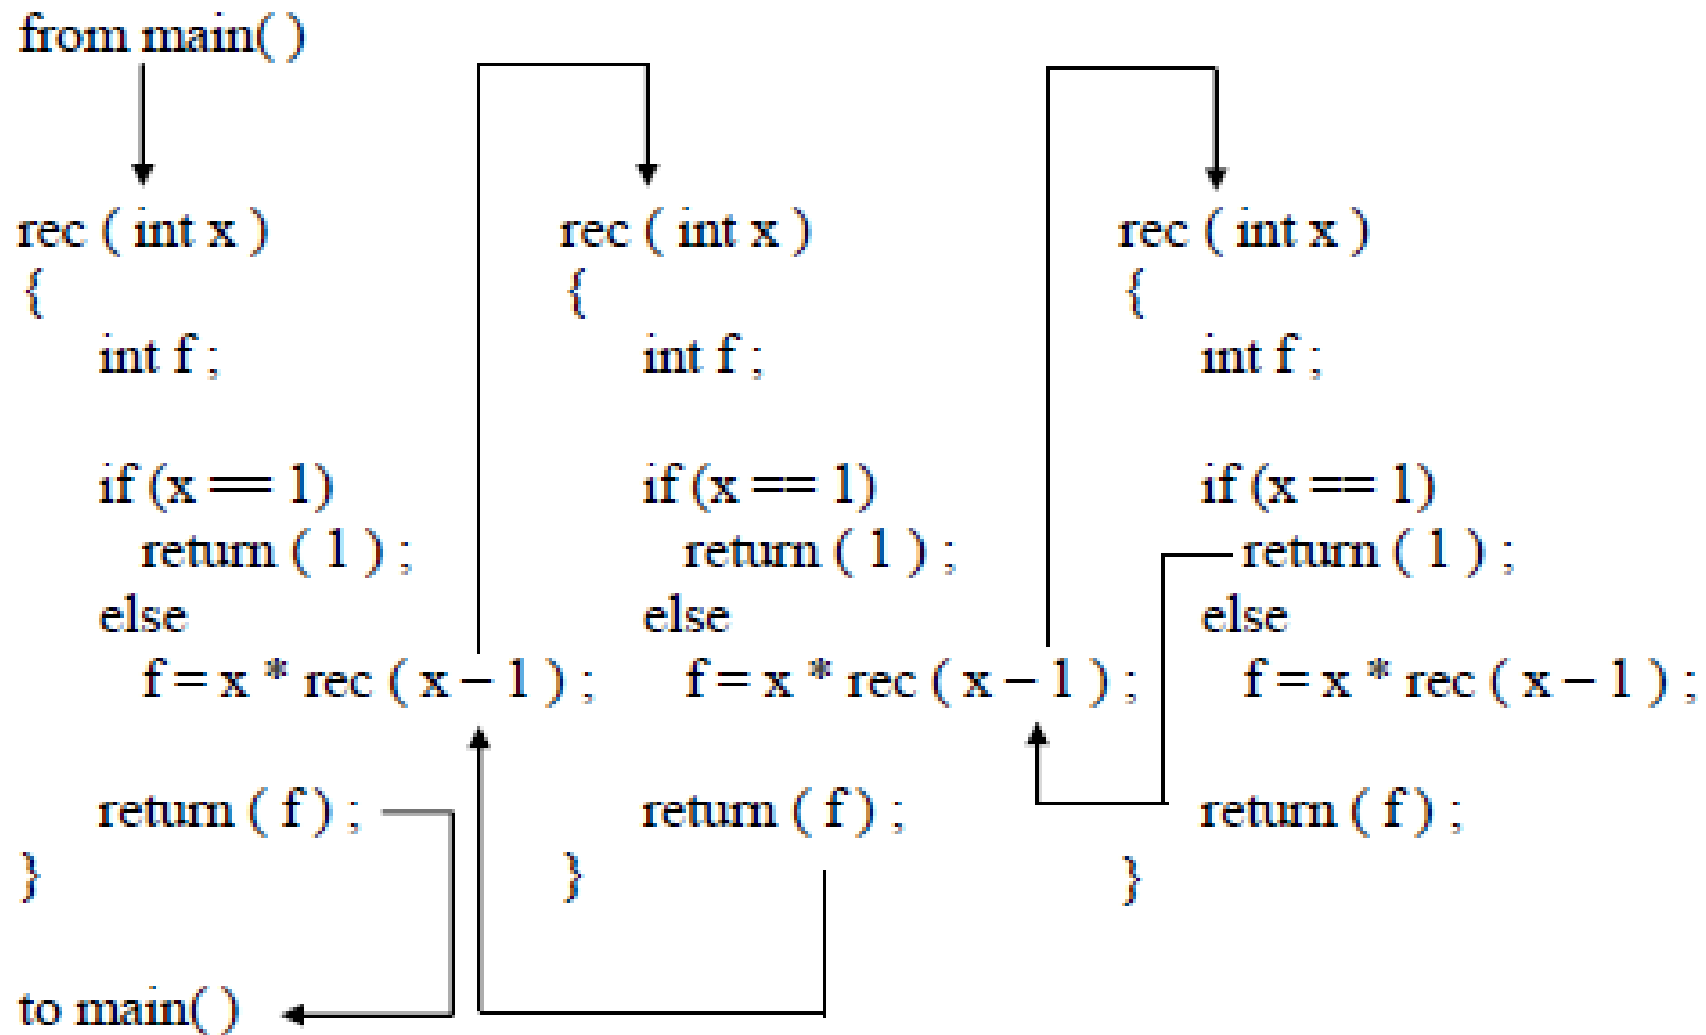 from main( )
rec ( int x )
{
int f ;
if (x == 1)
return ( 1 ) ;
else
f = x * rec ( x – 1 ) ;
return ( f ) ;
}
to main( )
rec ( int x )
{
int f ;
if (x == 1)
return ( 1 ) ;
else
f = x * rec ( x – 1 ) ;
return ( f ) ;
}
rec ( int x )
{
int f ;
if (x == 1)
return ( 1 ) ;
else
f = x * rec ( x – 1 ) ;
return ( f ) ;
}